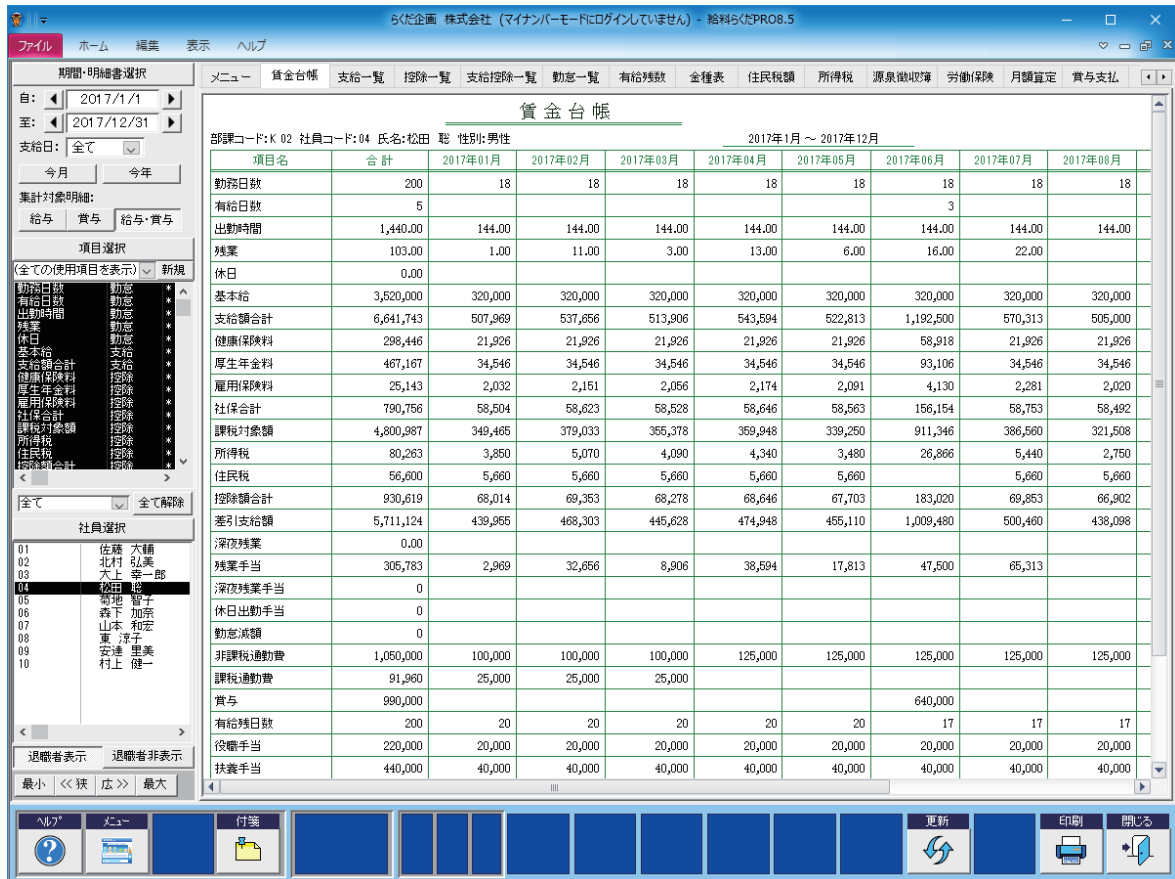 らくだ企画 株式会社 (マイナンバーモードにログインしていません) - 給料らくだPRO8.5
ファイル ホーム 編集 表示 ヘルプ
期間・明細書選択
自: 2017/1/1
至: 2017/12/31
支給日: 全て
今月 今年
集計対象明細:
給与 賞与 給与・賞与
項目選択
(全ての使用項目を表示) 新規
勤務日数 勤怠 *
有給日数 勤怠 *
出勤時間 勤怠 *
残業 勤怠 *
休日 勤怠 *
基本給 支給 *
支給額合計 支給 *
健康保険料 控除 *
厚生年金料 控除 *
雇用保険料 控除 *
社保合計 控除 *
課税対象額 控除 *
所得税 控除 *
住民税 控除 *
控除額合計 控除 *
全て 全て解除
社員選択
01 佐藤 大輔
02 北村 弘美
03 大上 幸一郎
04 松田 聡
05 菊地 智子
06 森下 加奈
07 山本 和宏
08 東 涼子
09 安達 里美
10 村上 健一
退職者表示 退職者非表示
最小 << 狭 広 >> 最大
メニュー 賃金台帳 支給一覧 控除一覧 支給控除一覧 勤怠一覧 有給残数 金種表 住民税額 所得税 源泉徴収簿 労働保険 月額算定 賞与支払
賃金台帳
部課コード:K 02 社員コード:04 氏名:松田 聡 性別:男性 2017年1月 ~ 2017年12月
項目名 合計 2017年01月 2017年02月 2017年03月 2017年04月 2017年05月 2017年06月 2017年07月 2017年08月
勤務日数 200 18 18 18 18 18 18 18 18
有給日数 5 3
出勤時間 1,440.00 144.00 144.00 144.00 144.00 144.00 144.00 144.00 144.00
残業 103.00 1.00 11.00 3.00 13.00 6.00 16.00 22.00
休日 0.00
基本給 3,520,000 320,000 320,000 320,000 320,000 320,000 320,000 320,000 320,000
支給額合計 6,641,743 507,969 537,656 513,906 543,594 522,813 1,192,500 570,313 505,000
健康保険料 298,446 21,926 21,926 21,926 21,926 21,926 58,918 21,926 21,926
厚生年金料 467,167 34,546 34,546 34,546 34,546 34,546 93,106 34,546 34,546
雇用保険料 25,143 2,032 2,151 2,056 2,174 2,091 4,130 2,281 2,020
社保合計 790,756 58,504 58,623 58,528 58,646 58,563 156,154 58,753 58,492
課税対象額 4,800,987 349,465 379,033 355,378 359,948 339,250 911,346 386,560 321,508
所得税 80,263 3,850 5,070 4,090 4,340 3,480 26,866 5,440 2,750
住民税 56,600 5,660 5,660 5,660 5,660 5,660 5,660 5,660
控除額合計 930,619 68,014 69,353 68,278 68,646 67,703 183,020 69,853 66,902
差引支給額 5,711,124 439,955 468,303 445,628 474,948 455,110 1,009,480 500,460 438,098
深夜残業 0.00
残業手当 305,783 2,969 32,656 8,906 38,594 17,813 47,500 65,313
深夜残業手当 0
休日出勤手当 0
勤怠減額 0
非課税通勤費 1,050,000 100,000 100,000 100,000 125,000 125,000 125,000 125,000 125,000
課税通勤費 91,960 25,000 25,000 25,000
賞与 990,000 640,000
有給残日数 200 20 20 20 20 20 17 17 17
役職手当 220,000 20,000 20,000 20,000 20,000 20,000 20,000 20,000 20,000
扶養手当 440,000 40,000 40,000 40,000 40,000 40,000 40,000 40,000 40,000
ヘルプ メニュー 付箋 更新 印刷 閉じる